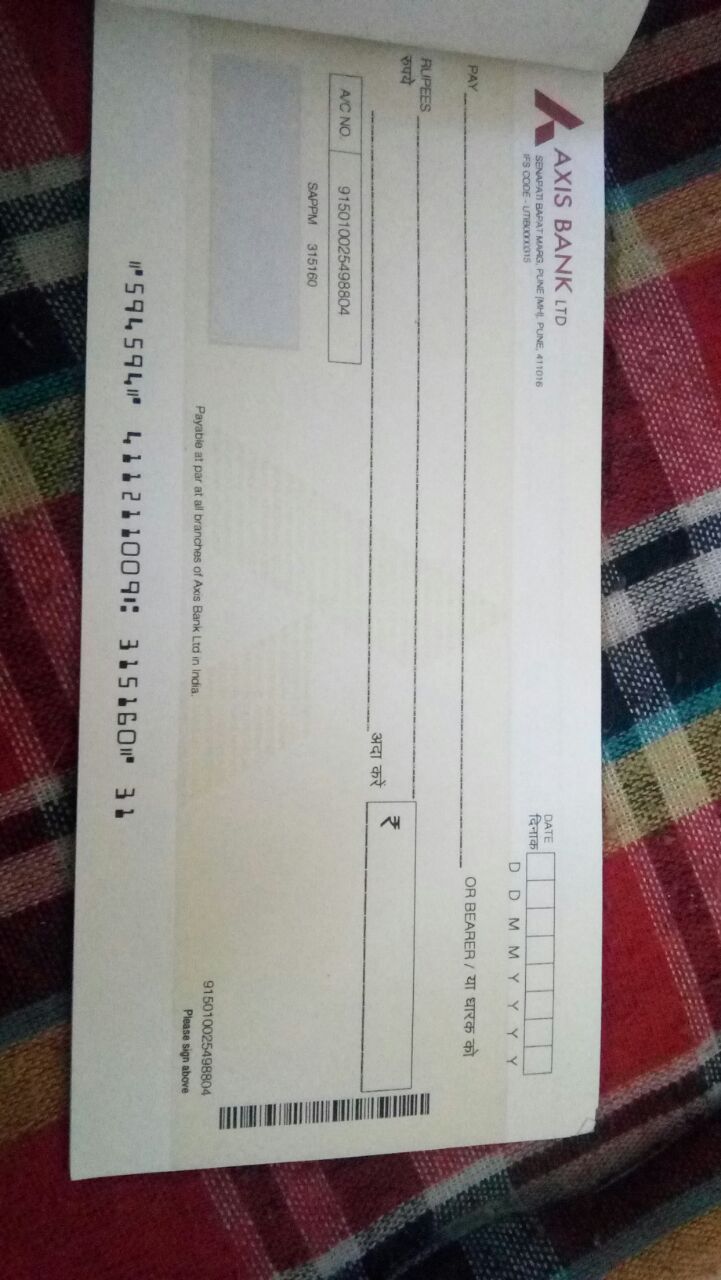 AXIS BANK LTD
SENAPATI BAPAT MARG, PUNE [MH], PUNE, 411016
IFS CODE - UTIB0000315
DATE
दिनांक
D D M M Y Y Y Y
PAY
OR BEARER / या धारक को
RUPEES
रुपये
अदा करें
₹
A/C NO.
915010025498804
SAPPM 315160
Payable at par at all branches of Axis Bank Ltd in India.
915010025498804
Please sign above
⑈594594⑈ 411211009⑆ 315160⑈ 31